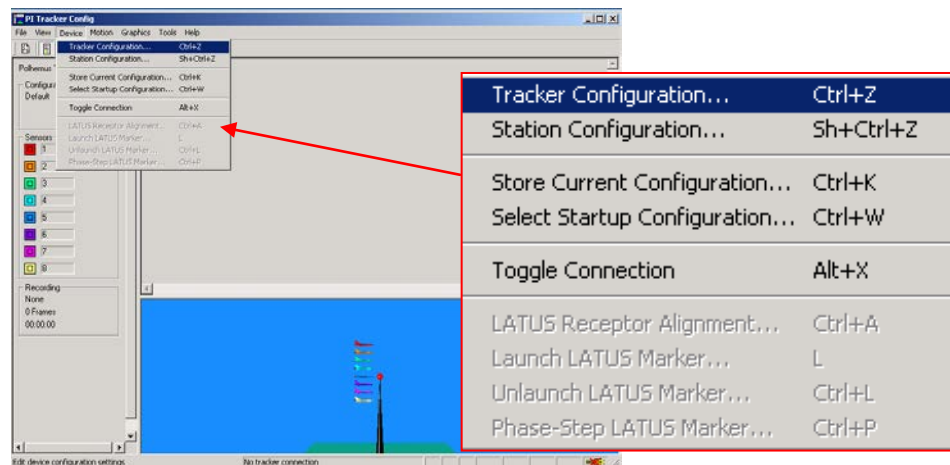 PI Tracker Config
File View Device Motion Graphics Tools Help
Tracker Configuration... Ctrl+Z
Station Configuration... Sh+Ctrl+Z
Store Current Configuration... Ctrl+K
Select Startup Configuration... Ctrl+W
Toggle Connection Alt+X
LATUS Receptor Alignment... Ctrl+A
Launch LATUS Marker... L
Unlaunch LATUS Marker... Ctrl+L
Phase-Step LATUS Marker... Ctrl+P
Polhemus
Default
Sensors
1
2
3
4
5
6
7
8
Recording
None
0 Frames
00:00:00
Edit device configuration settings
No tracker connection
Tracker Configuration... Ctrl+Z
Station Configuration... Sh+Ctrl+Z
Store Current Configuration... Ctrl+K
Select Startup Configuration... Ctrl+W
Toggle Connection Alt+X
LATUS Receptor Alignment... Ctrl+A
Launch LATUS Marker... L
Unlaunch LATUS Marker... Ctrl+L
Phase-Step LATUS Marker... Ctrl+P